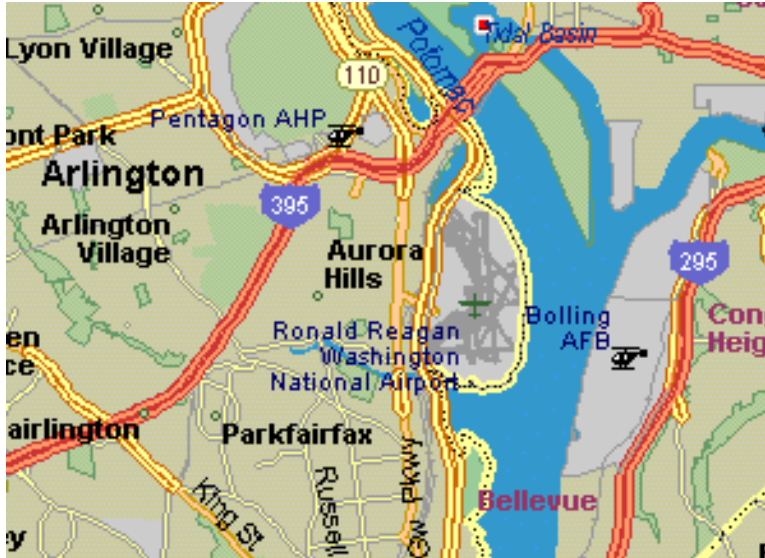 Lyon Village
110
Potomac
Tidal Basin
Pentagon AHP
ont Park
Arlington
395
Arlington
Village
Aurora
Hills
295
Ronald Reagan
Washington
National Airport
Bolling
AFB
Con
Heig
en
ce
airlington
Parkfairfax
King St
Russell
Pkwy
Bellevue
ey